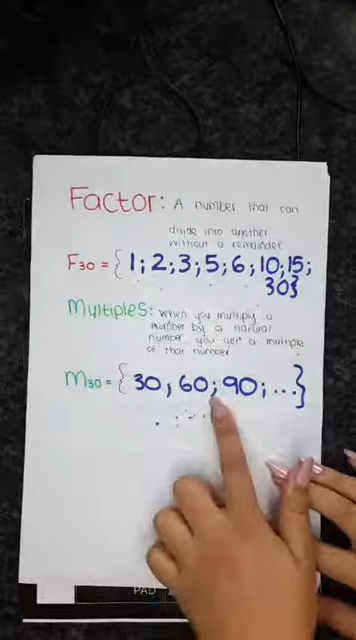 Factor: A number that can
divide into another
without a remainder
F30 = { 1; 2; 3; 5; 6; 10; 15;
30}
Multiples: When you multiply a
number by a natural
number you get a multiple
of that number
M30 = { 30; 60; 90; ...}
PAD